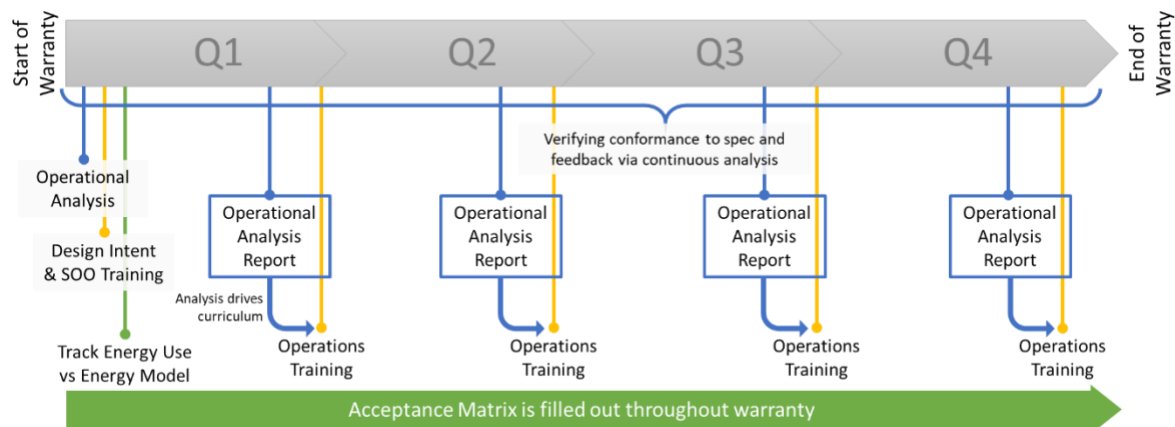 Start of
Warranty
Q1
Q2
Q3
Q4
End of
Warranty
Verifying conformance to spec and
feedback via continuous analysis
Operational
Analysis
Design Intent
& SOO Training
Track Energy Use
vs Energy Model
Operational
Analysis
Report
Analysis drives
curriculum
Operations
Training
Operational
Analysis
Report
Operations
Training
Operational
Analysis
Report
Operations
Training
Operational
Analysis
Report
Operations
Training
Acceptance Matrix is filled out throughout warranty